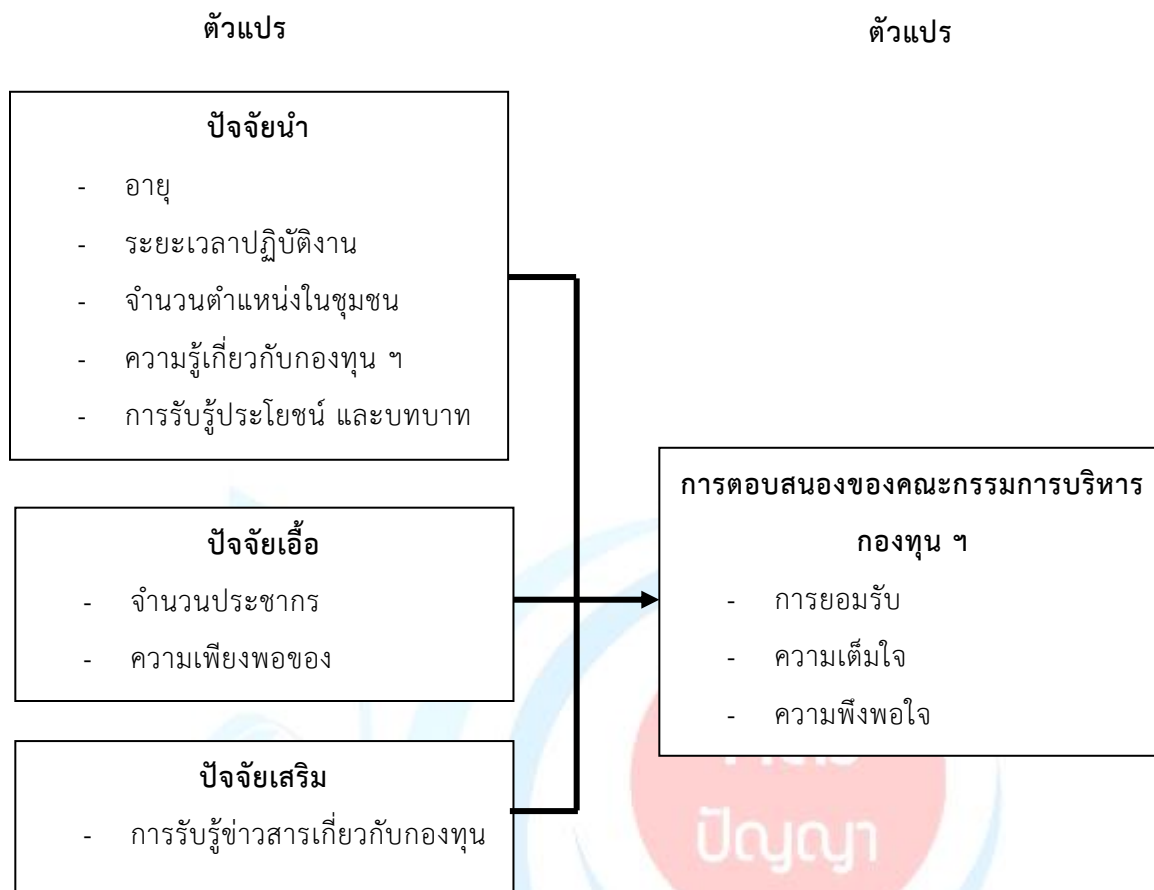 ตัวแปร
ตัวแปร
ปัจจัยนำ
- อายุ
- ระยะเวลาปฏิบัติงาน
- จำนวนตำแหน่งในชุมชน
- ความรู้เกี่ยวกับกองทุน ฯ
- การรับรู้ประโยชน์ และบทบาท
ปัจจัยเอื้อ
- จำนวนประชากร
- ความเพียงพอของ
ปัจจัยเสริม
- การรับรู้ข่าวสารเกี่ยวกับกองทุน
การตอบสนองของคณะกรรมการบริหาร
กองทุน ฯ
- การยอมรับ
- ความเต็มใจ
- ความพึงพอใจ
ปัญญา